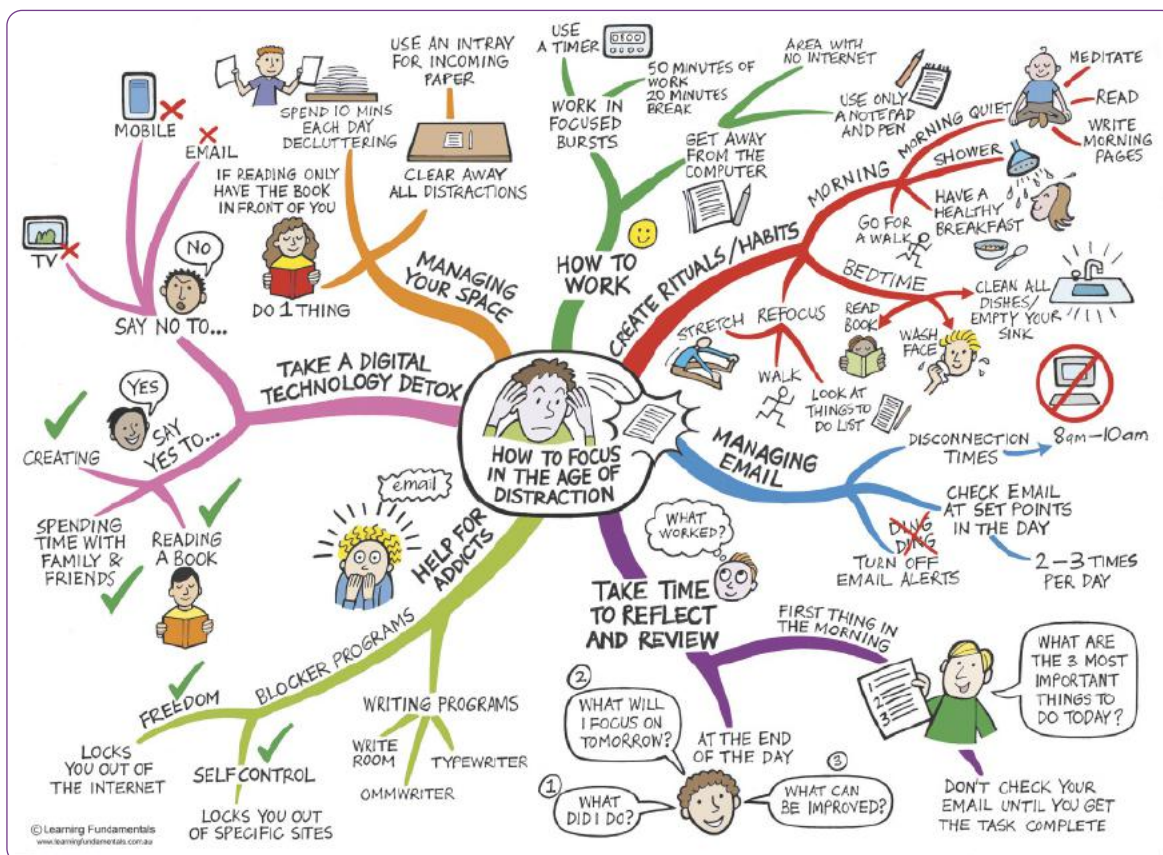 HOW TO FOCUS
IN THE AGE OF
DISTRACTION
TAKE A DIGITAL
TECHNOLOGY DETOX
SAY NO TO...
NO
TV
MOBILE
EMAIL
SAY
YES TO...
YES
CREATING
SPENDING
TIME WITH
FAMILY &
FRIENDS
READING
A BOOK
MANAGING
YOUR SPACE
SPEND 10 MINS
EACH DAY
DECLUTTERING
USE AN INTRAY
FOR INCOMING
PAPER
CLEAR AWAY
ALL DISTRACTIONS
IF READING ONLY
HAVE THE BOOK
IN FRONT OF YOU
DO 1 THING
HOW TO
WORK
WORK IN
FOCUSED
BURSTS
USE
A TIMER
50 MINUTES OF
WORK
20 MINUTES
BREAK
GET AWAY
FROM THE
COMPUTER
AREA WITH
NO INTERNET
USE ONLY
A NOTEPAD
AND PEN
CREATE RITUALS/HABITS
MORNING
MORNING QUIET
MEDITATE
READ
WRITE
MORNING
PAGES
SHOWER
HAVE A
HEALTHY
BREAKFAST
GO FOR
A WALK
BEDTIME
CLEAN ALL
DISHES/
EMPTY YOUR
SINK
READ
BOOK
WASH
FACE
REFOCUS
STRETCH
WALK
LOOK AT
THINGS TO
DO LIST
MANAGING
EMAIL
DISCONNECTION
TIMES
8am-10am
CHECK EMAIL
AT SET POINTS
IN THE DAY
2-3 TIMES
PER DAY
DING
DING
TURN OFF
EMAIL ALERTS
TAKE TIME
TO REFLECT
AND REVIEW
WHAT
WORKED?
FIRST THING IN
THE MORNING
1
2
3
WHAT ARE
THE 3 MOST
IMPORTANT
THINGS TO
DO TODAY?
DON'T CHECK YOUR
EMAIL UNTIL YOU GET
THE TASK COMPLETE
AT THE END
OF THE DAY
1
WHAT
DID I DO?
2
WHAT WILL
I FOCUS ON
TOMORROW?
3
WHAT CAN
BE IMPROVED?
HELP FOR
ADDICTS
email
BLOCKER PROGRAMS
FREEDOM
LOCKS
YOU OUT OF
THE INTERNET
SELF CONTROL
LOCKS YOU OUT
OF SPECIFIC SITES
WRITING PROGRAMS
WRITE
ROOM
OMMWRITER
TYPEWRITER
© Learning Fundamentals
www.learningfundamentals.com.au